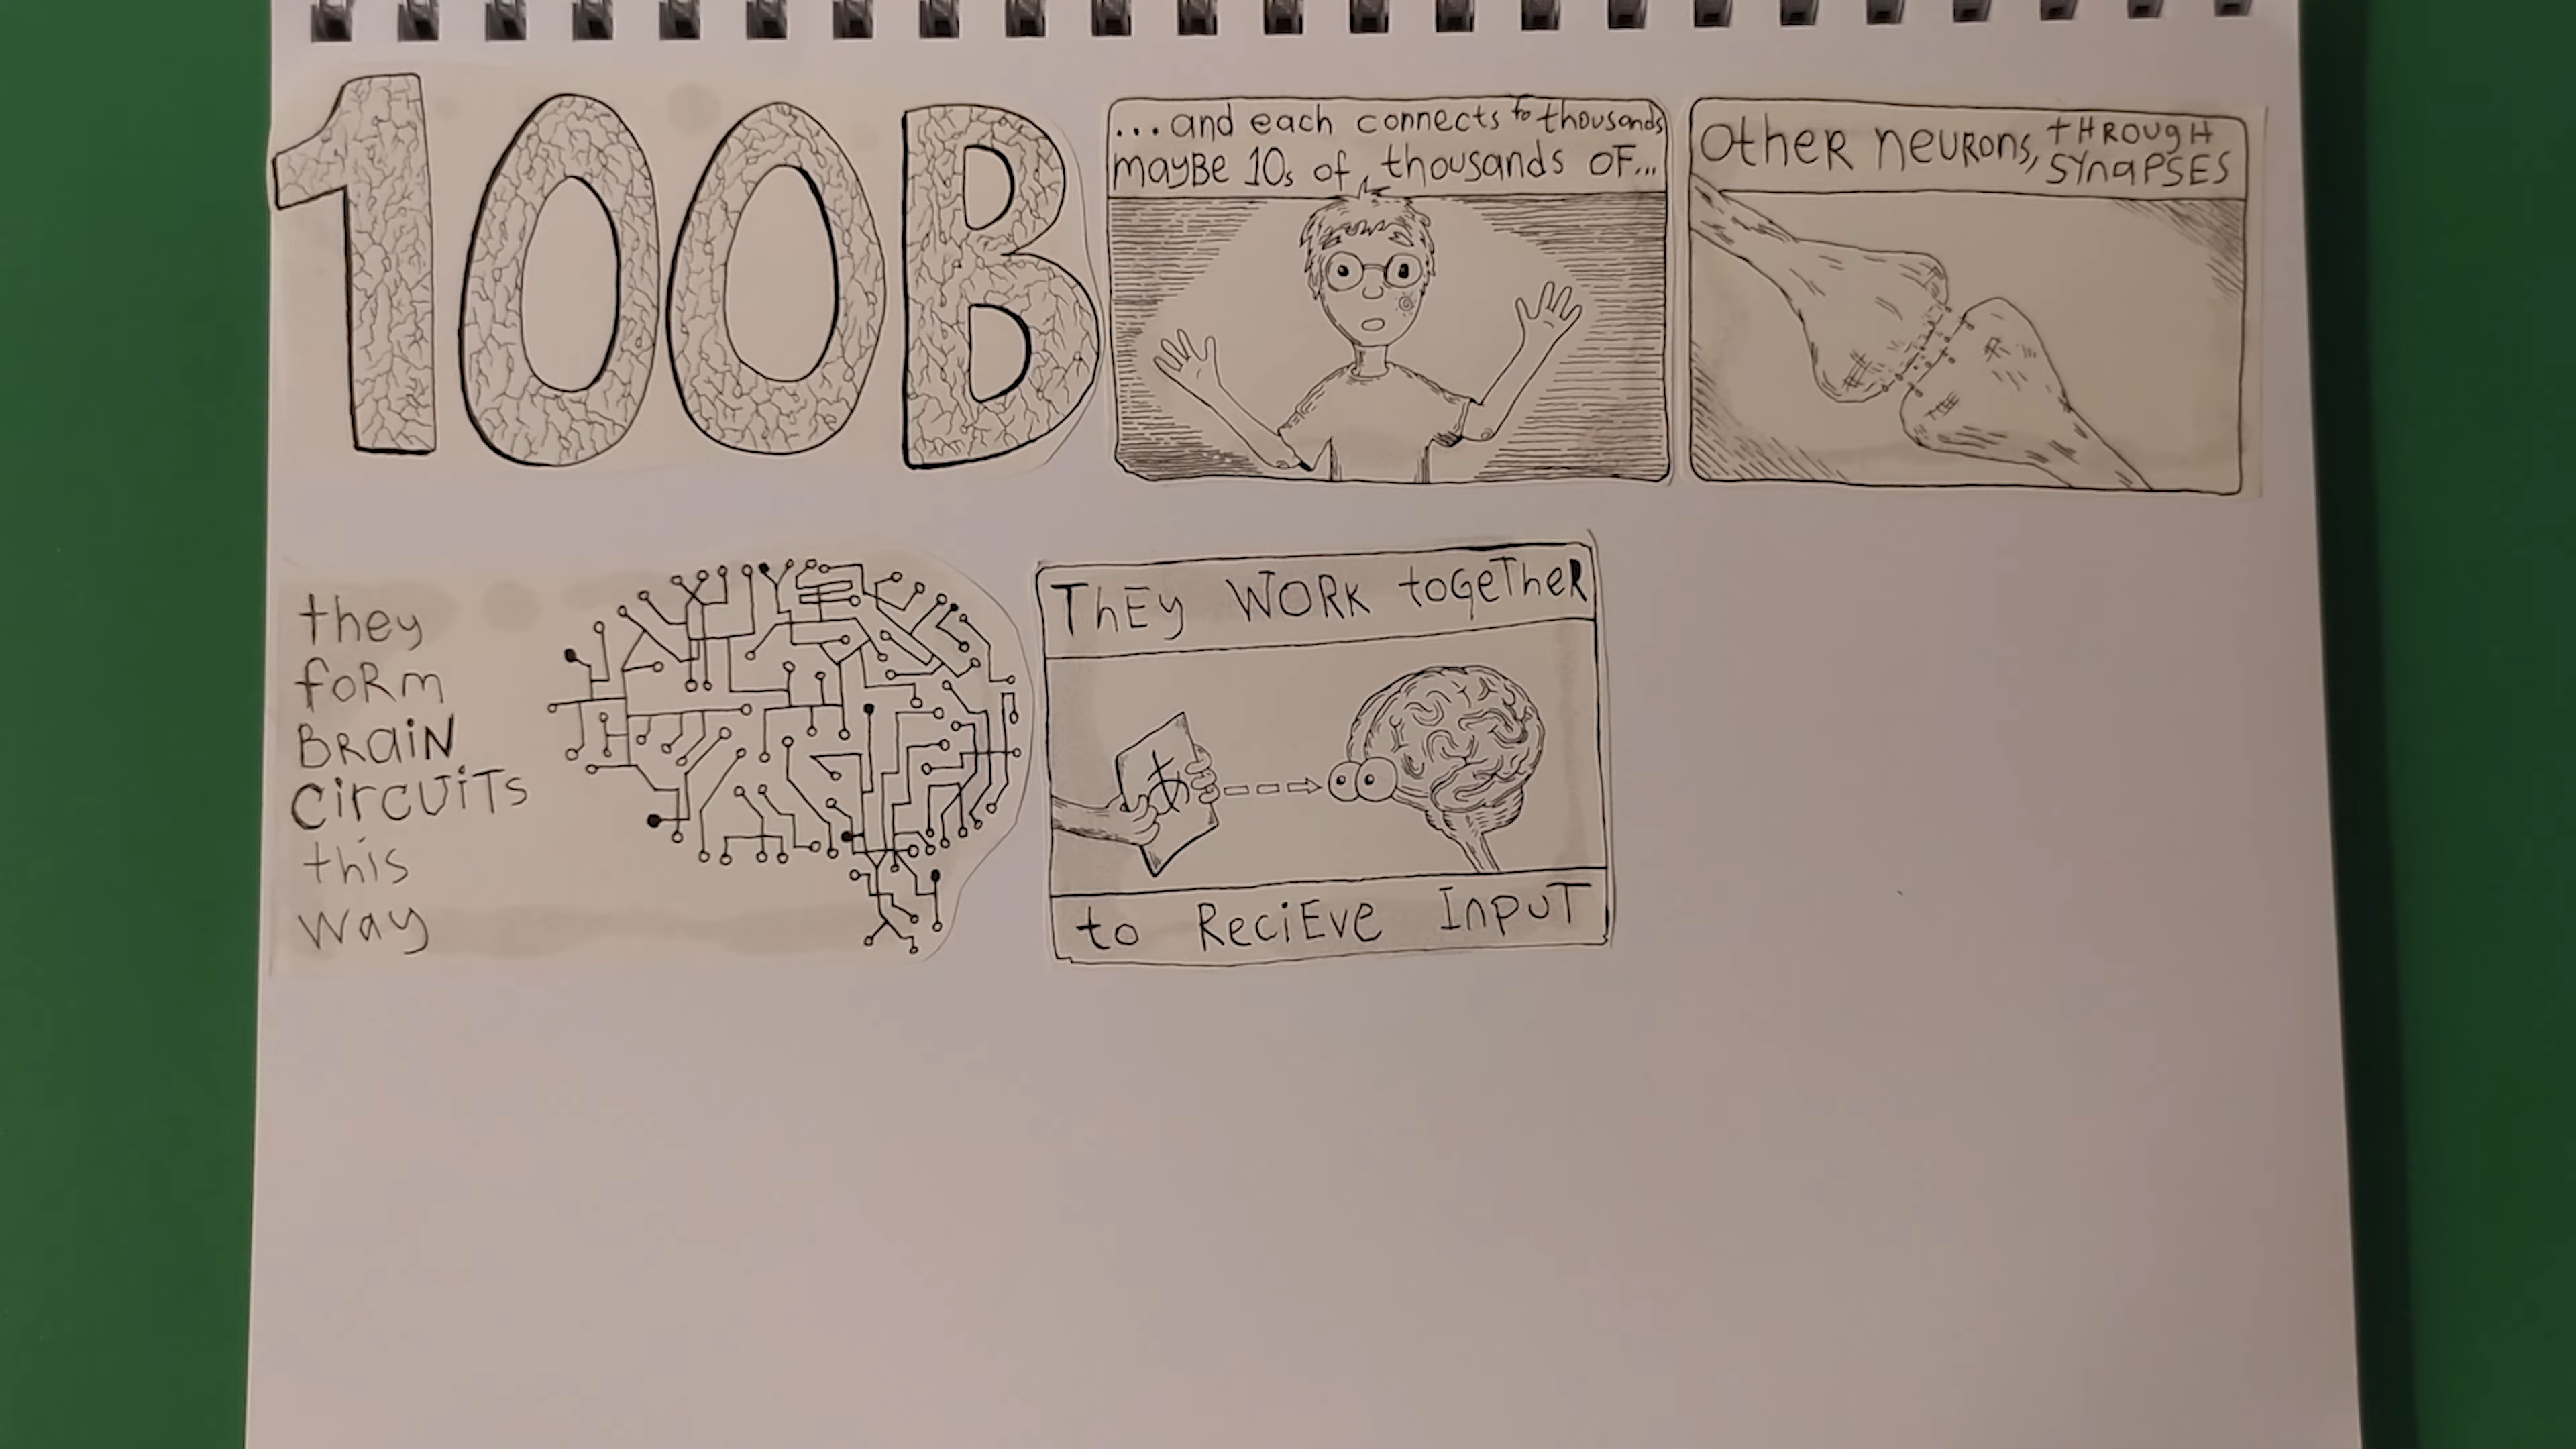 100B
...and each connects to thousands
mayBe 10s of thousands OF...
other neurons, tHROugH
SYnaPSES
they
foRm
BRaiN
CircuiTs
this
way
ThEy WORK togeTheR
あ
to ReciEve InpuT